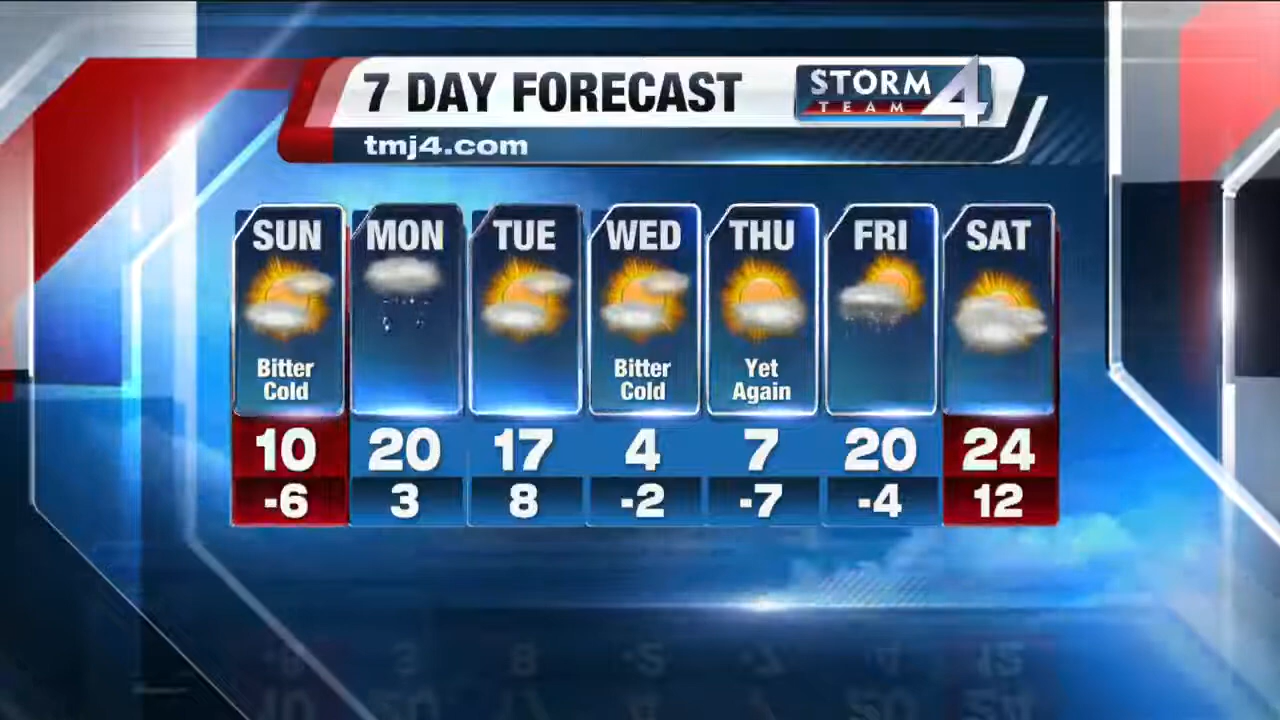 7 DAY FORECAST
STORM 4
TEAM
tmj4.com
SUN MON TUE WED THU FRI SAT
Bitter Cold
Bitter Cold
Yet Again
10 20 17 4 7 20 24
-6 3 8 -2 -7 -4 12